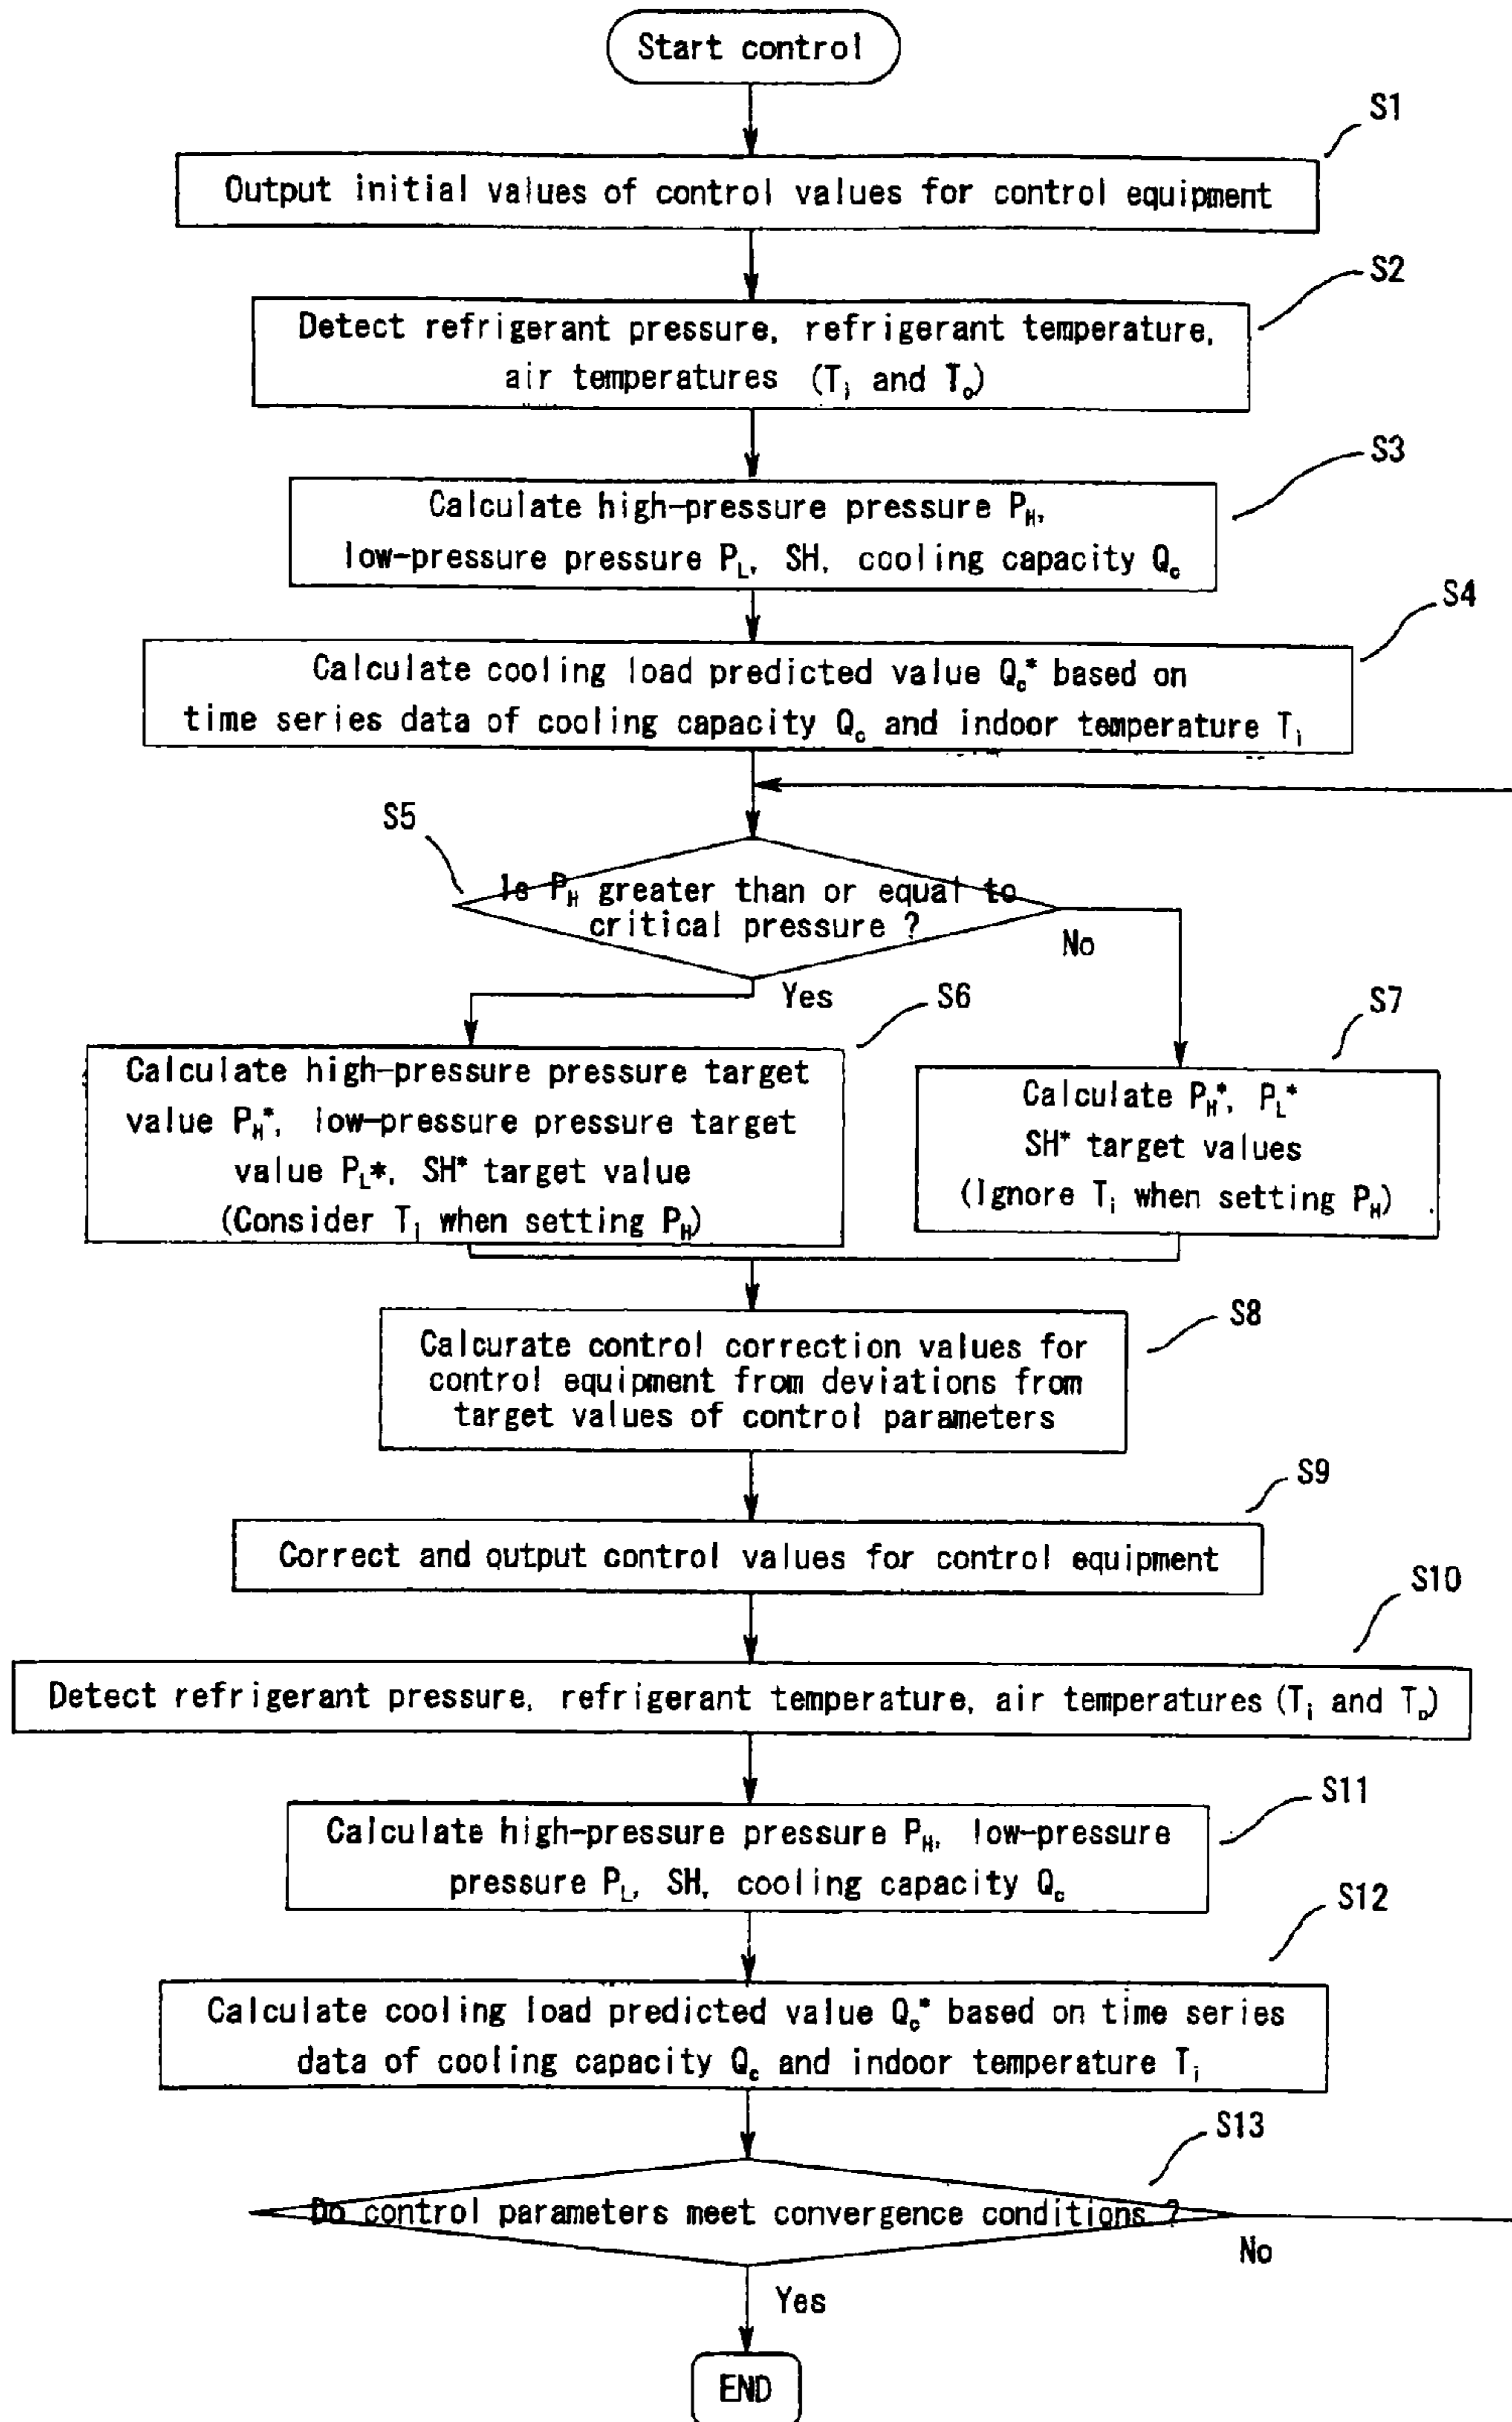 Start control
S1
Output initial values of control values for control equipment
S2
Detect refrigerant pressure, refrigerant temperature,
air temperatures (Ti and To)
S3
Calculate high-pressure pressure PH,
low-pressure pressure PL, SH, cooling capacity Qc
S4
Calculate cooling load predicted value Qc* based on
time series data of cooling capacity Qc and indoor temperature Ti
S5
Is PH greater than or equal to
critical pressure ?
No
Yes
S6
Calculate high-pressure pressure target
value PH*, low-pressure pressure target
value PL*, SH* target value
(Consider Ti when setting PH)
S7
Calculate PH*, PL*
SH* target values
(Ignore Ti when setting PH)
S8
Calcurate control correction values for
control equipment from deviations from
target values of control parameters
S9
Correct and output control values for control equipment
S10
Detect refrigerant pressure, refrigerant temperature, air temperatures (Ti and To)
S11
Calculate high-pressure pressure PH, low-pressure
pressure PL, SH, cooling capacity Qc
S12
Calculate cooling load predicted value Qc* based on time series
data of cooling capacity Qc and indoor temperature Ti
S13
Do control parameters meet convergence conditions ?
No
Yes
END